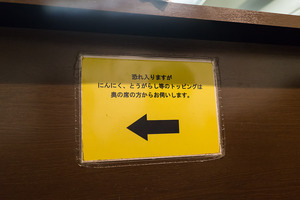 恐れ入りますが
にんにく、とうがらし等のトッピングは
奥の席の方からお伺いします。